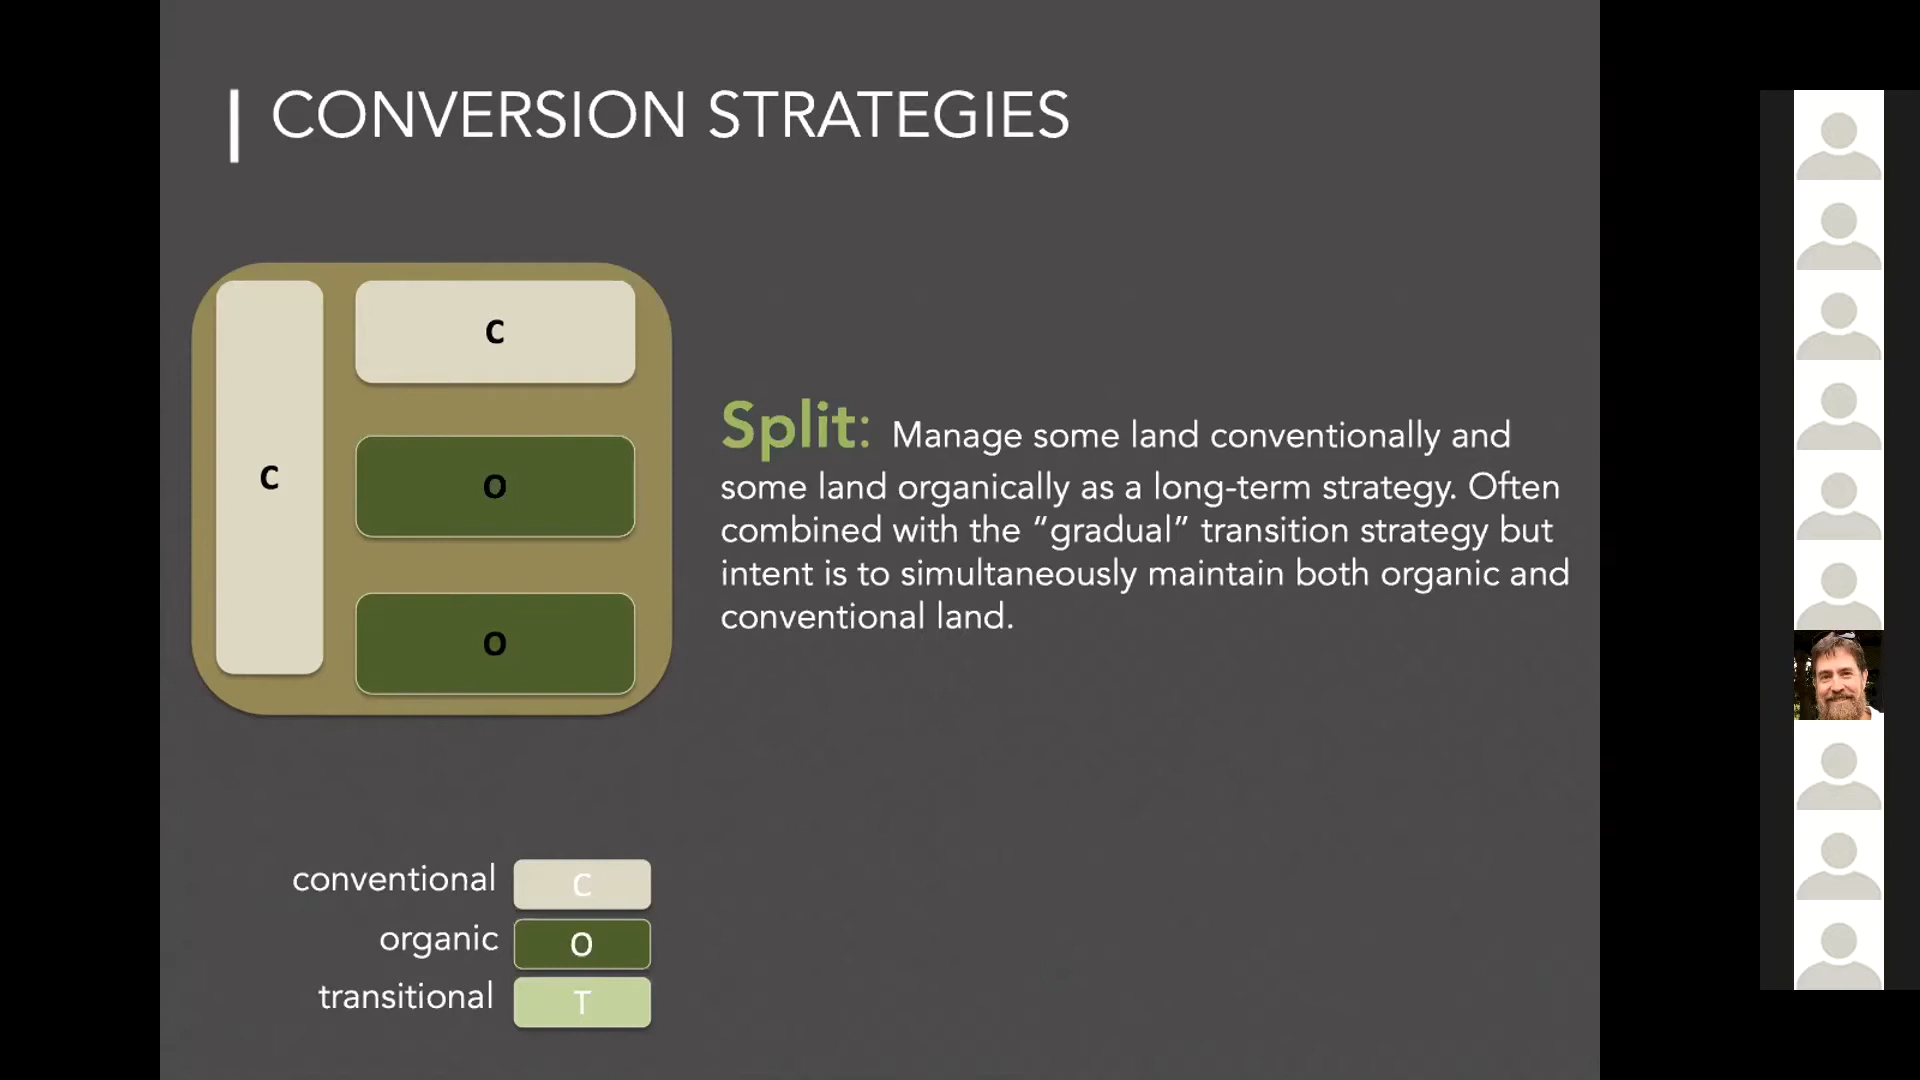 CONVERSION STRATEGIES
C
C
O
O
Split: Manage some land conventionally and
some land organically as a long-term strategy. Often
combined with the “gradual” transition strategy but
intent is to simultaneously maintain both organic and
conventional land.
conventional C
organic O
transitional T